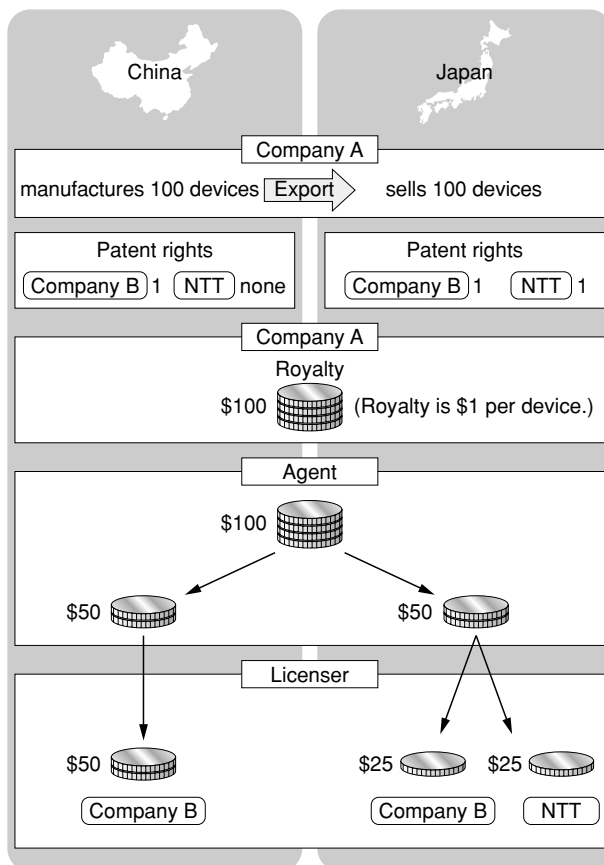 China
Japan
Company A
manufactures 100 devices
Export
sells 100 devices
Patent rights
Company B 1 NTT none
Patent rights
Company B 1 NTT 1
Company A
Royalty
$100 (Royalty is $1 per device.)
Agent
$100
$50
$50
Licenser
$50
$25
$25
Company B
Company B
NTT